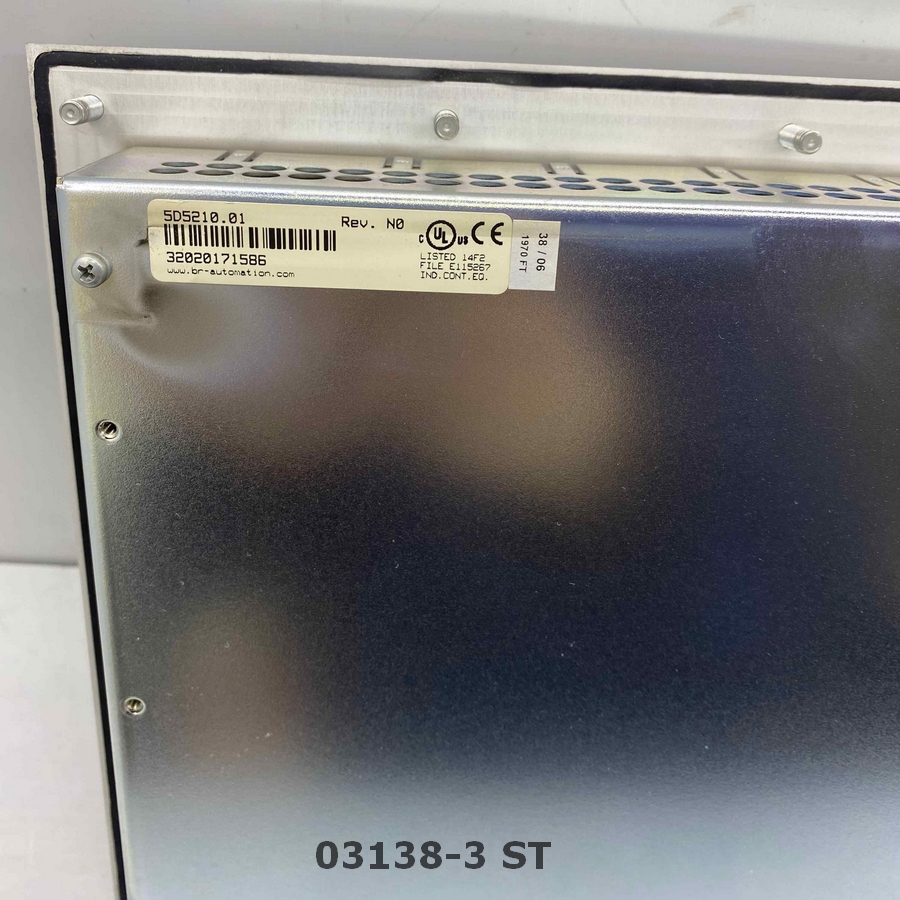 5D5210.01
Rev. N0
32020171586
www.br-automation.com
c UL us CE
LISTED 14F2
FILE E115267
IND.CONT.EQ.
38 / 06
1970 FT
03138-3 ST